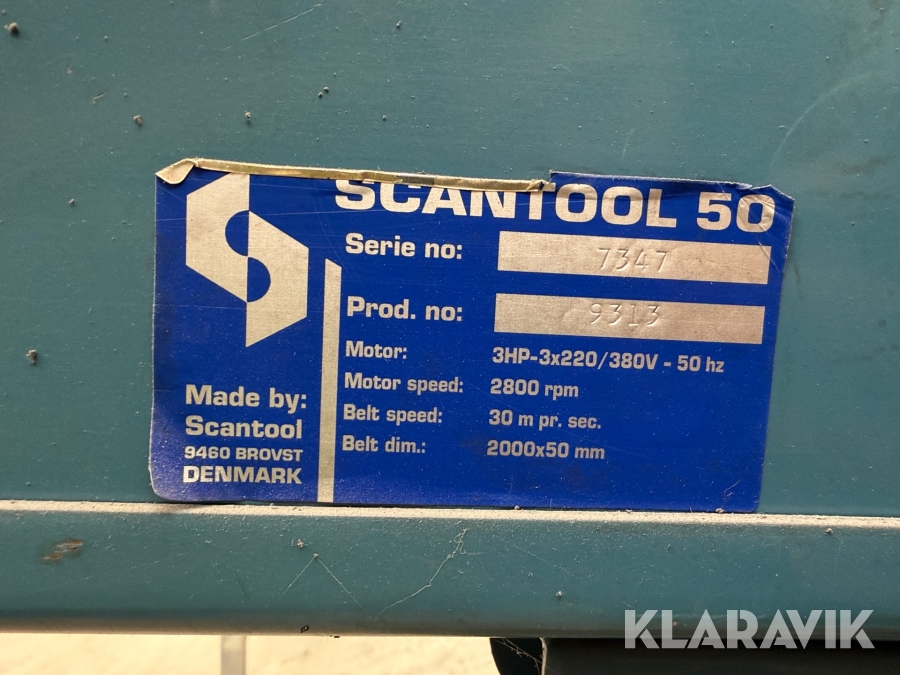 SCANTOOL 50
Serie no: 7347
Prod. no: 9313
Motor: 3HP-3x220/380V - 50 hz
Motor speed: 2800 rpm
Belt speed: 30 m pr. sec.
Belt dim.: 2000x50 mm
Made by:
Scantool
9460 BROVST
DENMARK
KLARAVIK